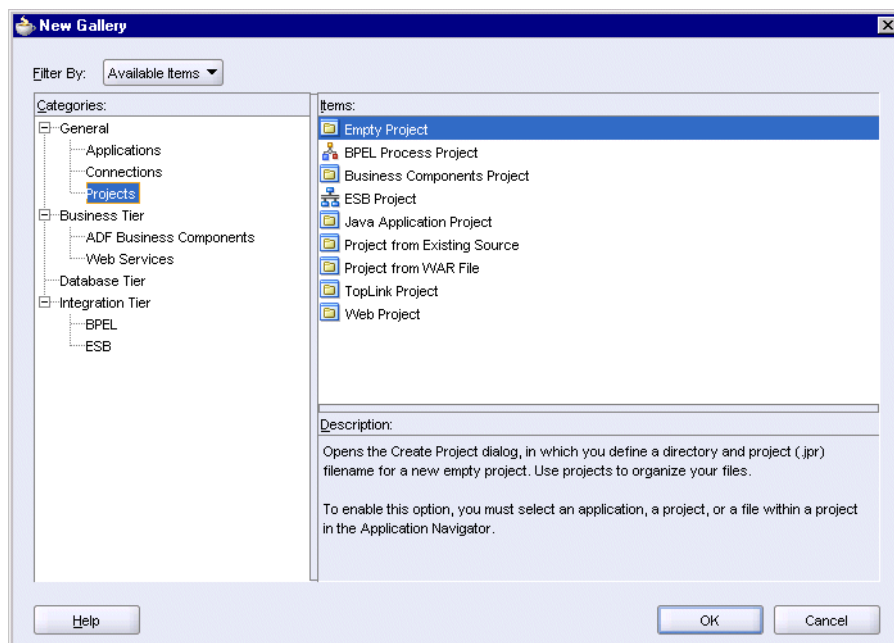 New Gallery
Filter By: Available Items
Categories:
General
Applications
Connections
Projects
Business Tier
ADF Business Components
Web Services
Database Tier
Integration Tier
BPEL
ESB
Items:
Empty Project
BPEL Process Project
Business Components Project
ESB Project
Java Application Project
Project from Existing Source
Project from WAR File
TopLink Project
Web Project
Description:
Opens the Create Project dialog, in which you define a directory and project (.jpr)
filename for a new empty project. Use projects to organize your files.
To enable this option, you must select an application, a project, or a file within a project
in the Application Navigator.
Help OK Cancel